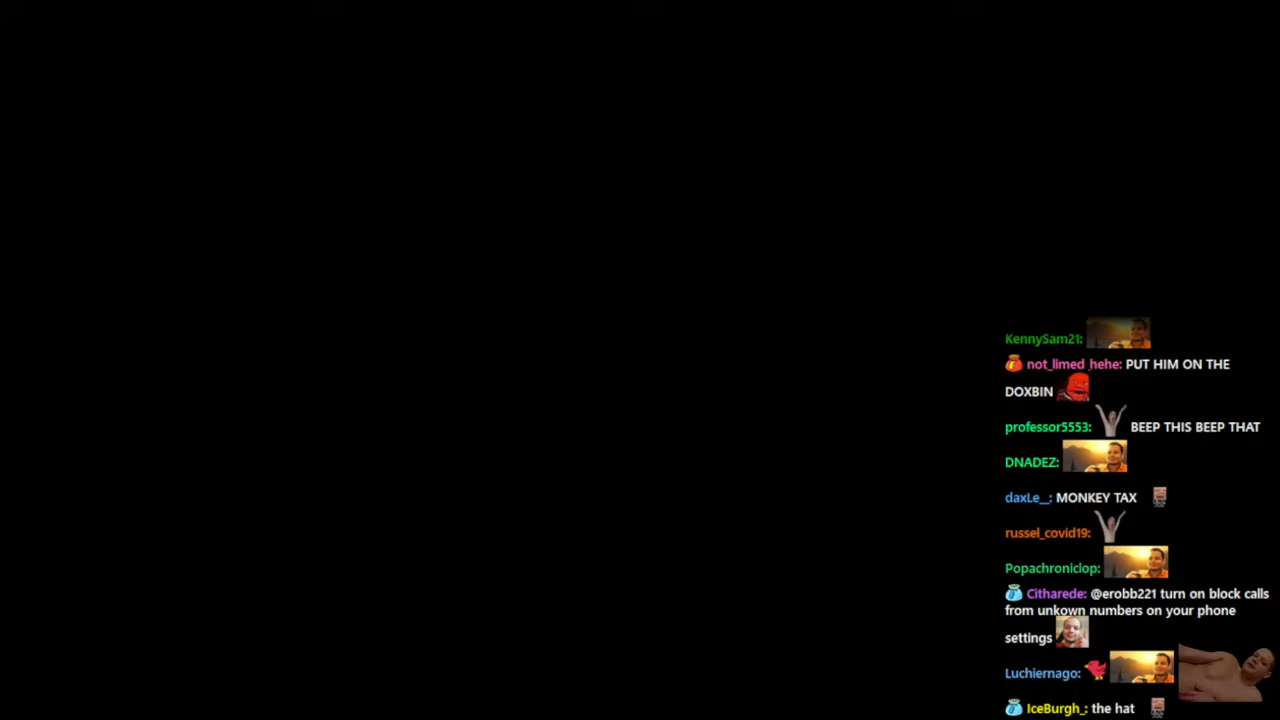 KennySam21:
not_limed_hehe: PUT HIM ON THE
DOXBIN
professor5553: BEEP THIS BEEP THAT
DNADEZ:
daxLe__: MONKEY TAX
russel_covid19:
Popachroniclop:
Citharede: @erobb221 turn on block calls
from unkown numbers on your phone
settings
Luchiernago:
IceBurgh_: the hat